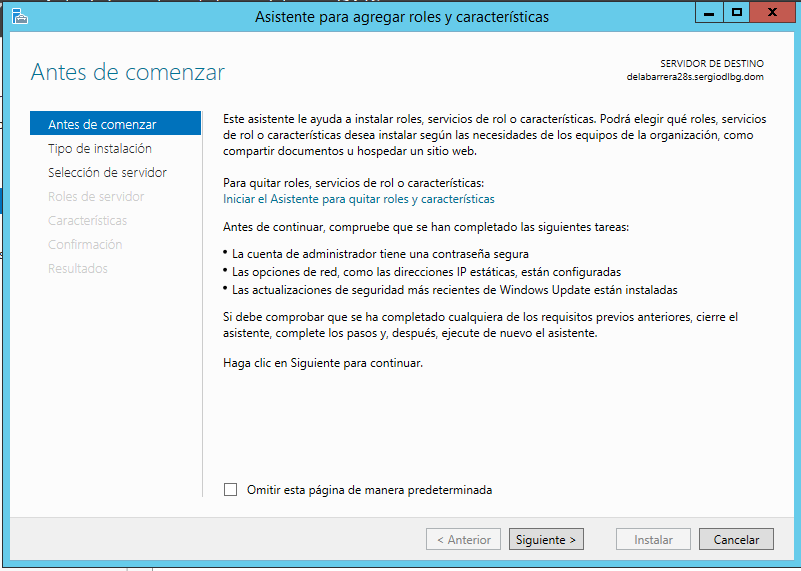 Asistente para agregar roles y características
Antes de comenzar
SERVIDOR DE DESTINO
delabarrera28s.sergiodlbg.dom
Antes de comenzar
Tipo de instalación
Selección de servidor
Roles de servidor
Características
Confirmación
Resultados
Este asistente le ayuda a instalar roles, servicios de rol o características. Podrá elegir qué roles, servicios
de rol o características desea instalar según las necesidades de los equipos de la organización, como
compartir documentos u hospedar un sitio web.
Para quitar roles, servicios de rol o características:
Iniciar el Asistente para quitar roles y características
Antes de continuar, compruebe que se han completado las siguientes tareas:
• La cuenta de administrador tiene una contraseña segura
• Las opciones de red, como las direcciones IP estáticas, están configuradas
• Las actualizaciones de seguridad más recientes de Windows Update están instaladas
Si debe comprobar que se ha completado cualquiera de los requisitos previos anteriores, cierre el
asistente, complete los pasos y, después, ejecute de nuevo el asistente.
Haga clic en Siguiente para continuar.
Omitir esta página de manera predeterminada
< Anterior
Siguiente >
Instalar
Cancelar